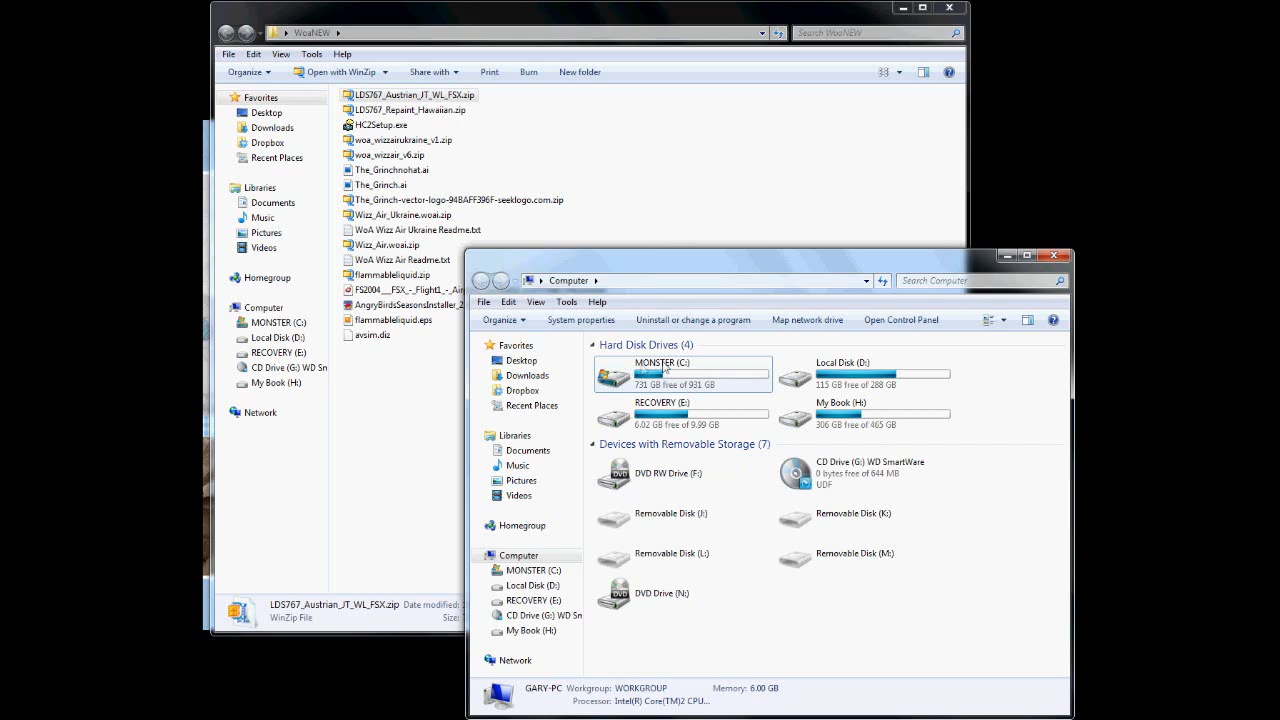 WoaNEW
Search WoaNEW
File Edit View Tools Help
Organize Open with WinZip Share with Print Burn New folder
Favorites
Desktop
Downloads
Dropbox
Recent Places
Libraries
Documents
Music
Pictures
Videos
Homegroup
Computer
MONSTER (C:)
Local Disk (D:)
RECOVERY (E:)
CD Drive (G:) WD Sn
My Book (H:)
Network
LDS767_Austrian_JT_WL_FSX.zip
LDS767_Repaint_Hawaiian.zip
HC2Setup.exe
woa_wizzairukraine_v1.zip
woa_wizzair_v6.zip
The_Grinchnohat.ai
The_Grinch.ai
The_Grinch-vector-logo-94BAFF396F-seeklogo.com.zip
Wizz_Air_Ukraine.woai.zip
WoA Wizz Air Ukraine Readme.txt
Wizz_Air.woai.zip
WoA Wizz Air Readme.txt
flammableliquid.zip
FS2004___FSX_-_Flight1_-_Air
AngryBirdsSeasonsInstaller_2
flammableliquid.eps
avsim.diz
LDS767_Austrian_JT_WL_FSX.zip Date modified:
WinZip File Size:
Computer
Search Computer
File Edit View Tools Help
Organize System properties Uninstall or change a program Map network drive Open Control Panel
Favorites
Desktop
Downloads
Dropbox
Recent Places
Libraries
Documents
Music
Pictures
Videos
Homegroup
Computer
MONSTER (C:)
Local Disk (D:)
RECOVERY (E:)
CD Drive (G:) WD Sn
My Book (H:)
Network
Hard Disk Drives (4)
MONSTER (C:)
731 GB free of 931 GB
Local Disk (D:)
115 GB free of 288 GB
RECOVERY (E:)
6.02 GB free of 9.99 GB
My Book (H:)
306 GB free of 465 GB
Devices with Removable Storage (7)
DVD RW Drive (F:)
CD Drive (G:) WD SmartWare
0 bytes free of 644 MB
UDF
Removable Disk (J:)
Removable Disk (K:)
Removable Disk (L:)
Removable Disk (M:)
DVD Drive (N:)
GARY-PC Workgroup: WORKGROUP Memory: 6.00 GB
Processor: Intel(R) Core(TM)2 CPU...